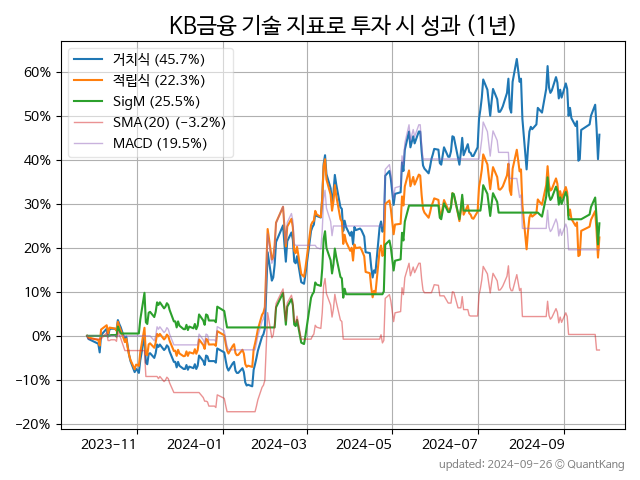 KB금융 기술 지표로 투자 시 성과 (1년)
거치식 (45.7%)
적립식 (22.3%)
SigM (25.5%)
SMA(20) (−3.2%)
MACD (19.5%)
60%
50%
40%
30%
20%
10%
0%
−10%
−20%
2023-11
2024-01
2024-03
2024-05
2024-07
2024-09
updated: 2024-09-26 @ QuantKang